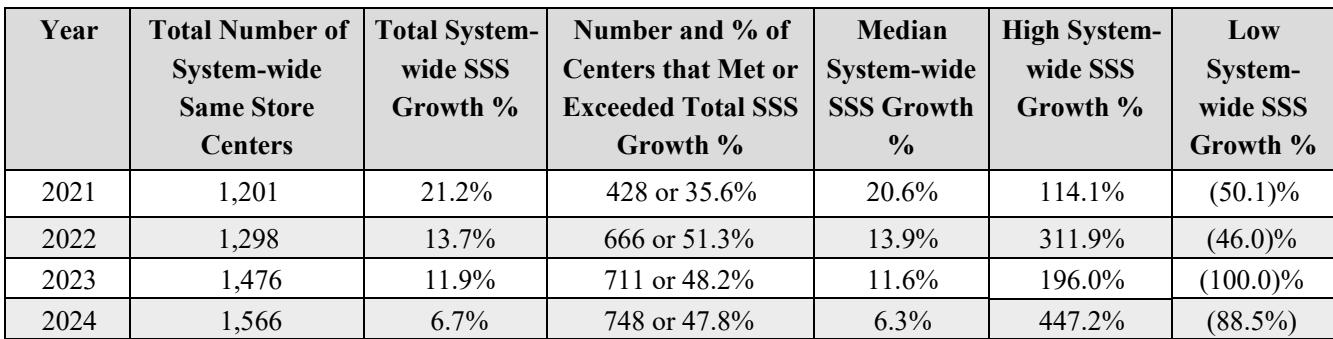 Year | Total Number of System-wide Same Store Centers | Total System-wide SSS Growth % | Number and % of Centers that Met or Exceeded Total SSS Growth % | Median System-wide SSS Growth % | High System-wide SSS Growth % | Low System-wide SSS Growth %
2021 | 1,201 | 21.2% | 428 or 35.6% | 20.6% | 114.1% | (50.1)%
2022 | 1,298 | 13.7% | 666 or 51.3% | 13.9% | 311.9% | (46.0)%
2023 | 1,476 | 11.9% | 711 or 48.2% | 11.6% | 196.0% | (100.0)%
2024 | 1,566 | 6.7% | 748 or 47.8% | 6.3% | 447.2% | (88.5%)